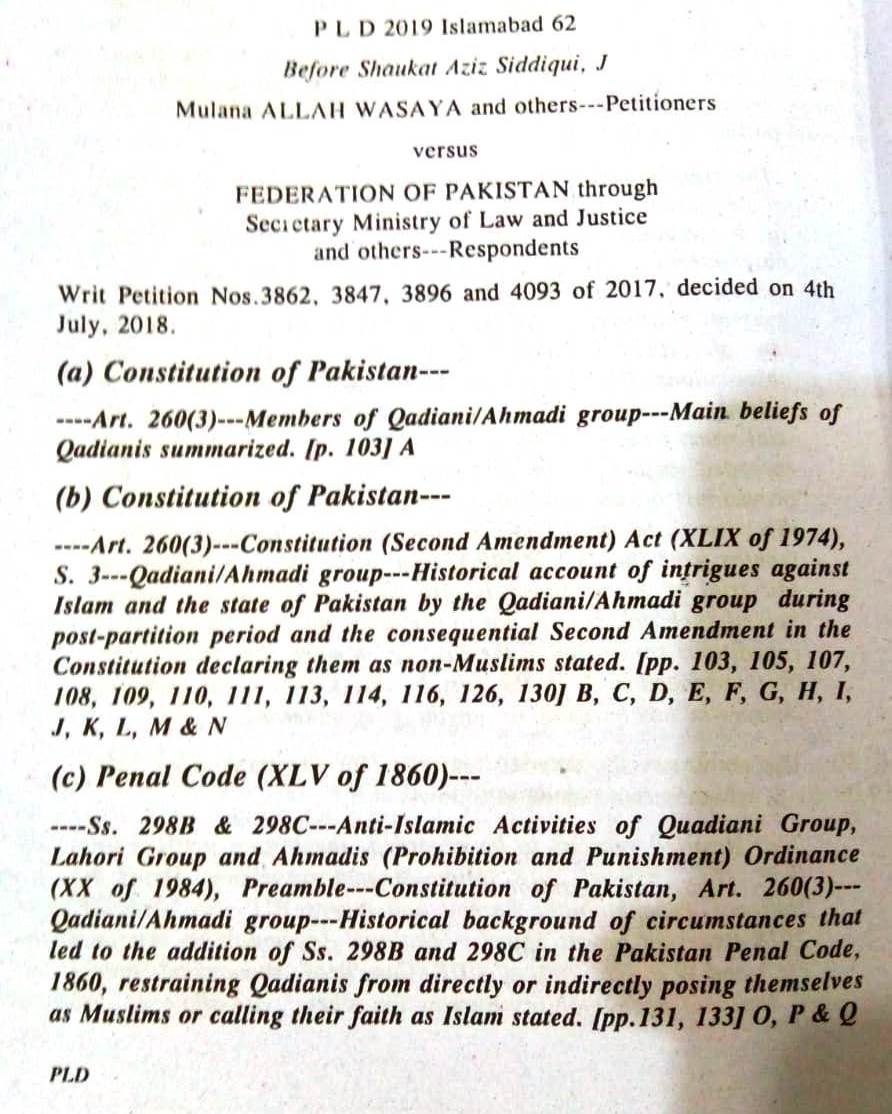 P L D 2019 Islamabad 62
Before Shaukat Aziz Siddiqui, J
Mulana ALLAH WASAYA and others---Petitioners
versus
FEDERATION OF PAKISTAN through
Secretary Ministry of Law and Justice
and others---Respondents
Writ Petition Nos.3862, 3847, 3896 and 4093 of 2017, decided on 4th
July, 2018.
(a) Constitution of Pakistan---
----Art. 260(3)---Members of Qadiani/Ahmadi group---Main beliefs of
Qadianis summarized. [p. 103] A
(b) Constitution of Pakistan---
----Art. 260(3)---Constitution (Second Amendment) Act (XLIX of 1974),
S. 3---Qadiani/Ahmadi group---Historical account of intrigues against
Islam and the state of Pakistan by the Qadiani/Ahmadi group during
post-partition period and the consequential Second Amendment in the
Constitution declaring them as non-Muslims stated. [pp. 103, 105, 107,
108, 109, 110, 111, 113, 114, 116, 126, 130] B, C, D, E, F, G, H, I,
J, K, L, M & N
(c) Penal Code (XLV of 1860)---
----Ss. 298B & 298C---Anti-Islamic Activities of Quadiani Group,
Lahori Group and Ahmadis (Prohibition and Punishment) Ordinance
(XX of 1984), Preamble---Constitution of Pakistan, Art. 260(3)---
Qadiani/Ahmadi group---Historical background of circumstances that
led to the addition of Ss. 298B and 298C in the Pakistan Penal Code,
1860, restraining Qadianis from directly or indirectly posing themselves
as Muslims or calling their faith as Islam stated. [pp.131, 133] O, P & Q
PLD